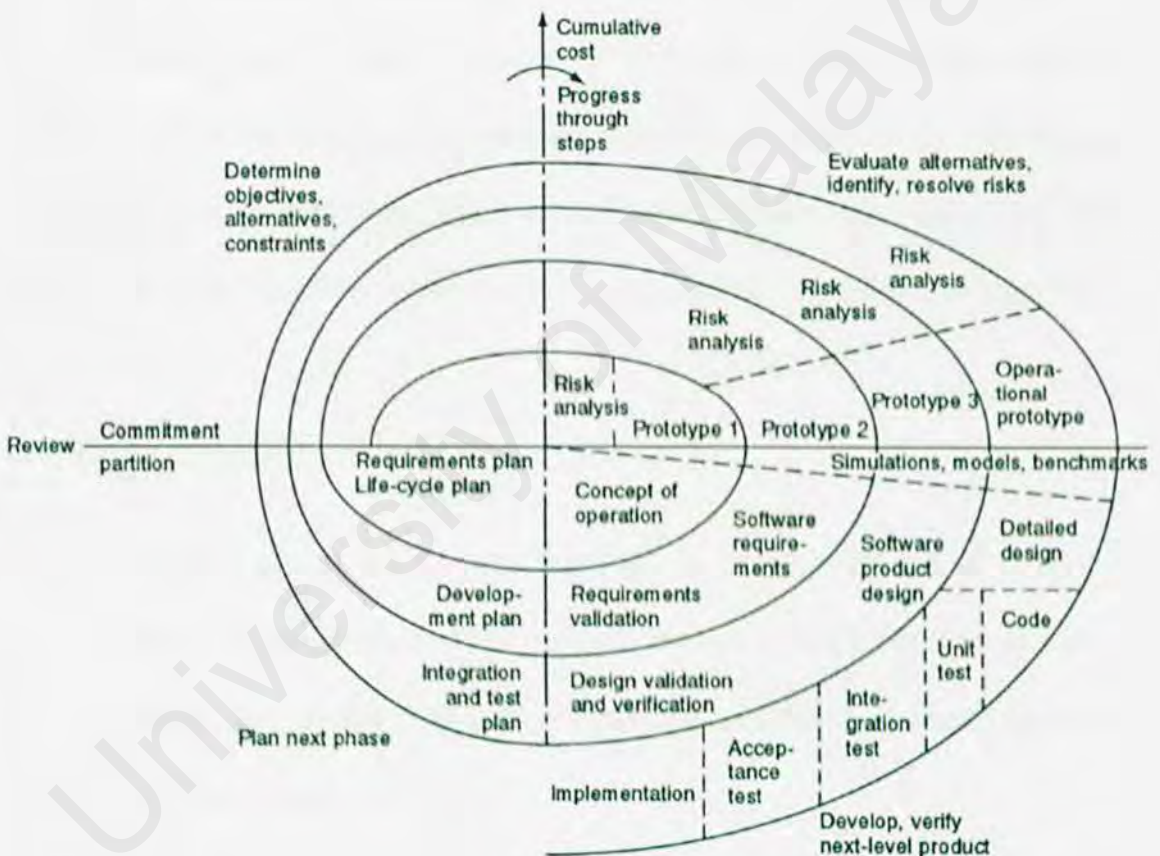 Cumulative
cost
Progress
through
steps
Determine
objectives,
alternatives,
constraints
Evaluate alternatives,
identify, resolve risks
Risk
analysis
Risk
analysis
Risk
analysis
Risk
analysis
Opera-
tional
prototype
Prototype 3
Prototype 2
Prototype 1
Review
Commitment
partition
Requirements plan
Life-cycle plan
Simulations, models, benchmarks
Concept of
operation
Software
require-
ments
Software
product
design
Detailed
design
Code
Unit
test
Develop-
ment plan
Requirements
validation
Integration
and test
plan
Design validation
and verification
Inte-
gration
test
Accep-
tance
test
Implementation
Plan next phase
Develop, verify
next-level product
University of Malaya